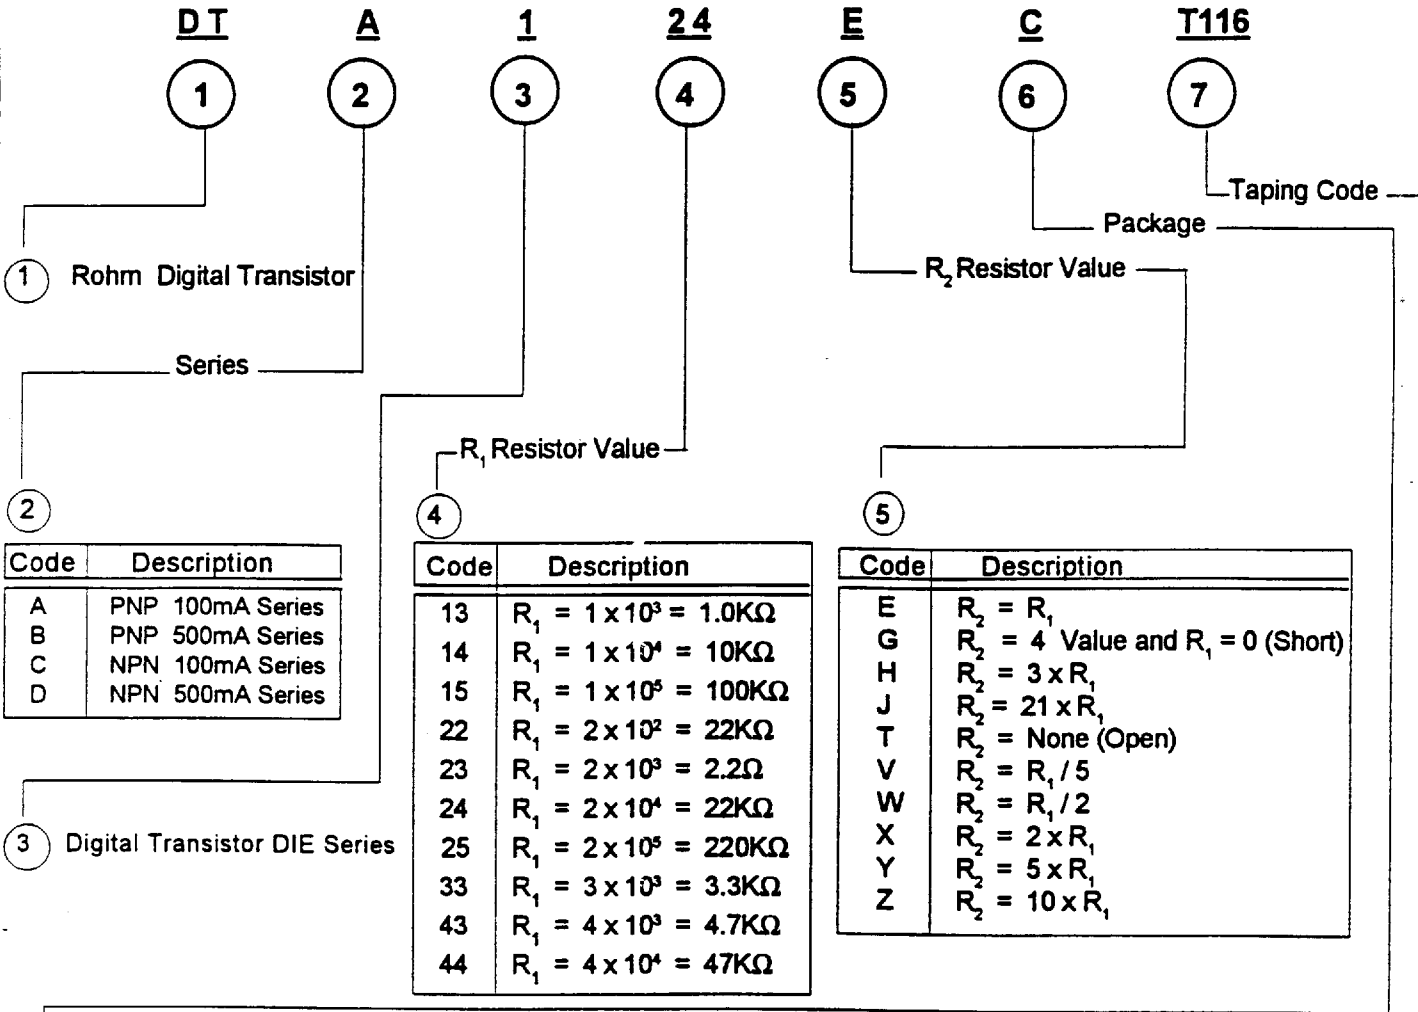 DT A 1 24 E C T116
1 2 3 4 5 6 7
Taping Code
Package
1 Rohm Digital Transistor
R₂ Resistor Value
Series
R₁ Resistor Value
2
4
5
Code Description
A PNP 100mA Series
B PNP 500mA Series
C NPN 100mA Series
D NPN 500mA Series
3 Digital Transistor DIE Series
Code Description
13 R₁ = 1 x 10³ = 1.0KΩ
14 R₁ = 1 x 10⁴ = 10KΩ
15 R₁ = 1 x 10⁵ = 100KΩ
22 R₁ = 2 x 10² = 22KΩ
23 R₁ = 2 x 10³ = 2.2Ω
24 R₁ = 2 x 10⁴ = 22KΩ
25 R₁ = 2 x 10⁵ = 220KΩ
33 R₁ = 3 x 10³ = 3.3KΩ
43 R₁ = 4 x 10³ = 4.7KΩ
44 R₁ = 4 x 10⁴ = 47KΩ
Code Description
E R₂ = R₁
G R₂ = 4 Value and R₁ = 0 (Short)
H R₂ = 3 x R₁
J R₂ = 21 x R₁
T R₂ = None (Open)
V R₂ = R₁ / 5
W R₂ = R₁ / 2
X R₂ = 2 x R₁
Y R₂ = 5 x R₁
Z R₂ = 10 x R₁